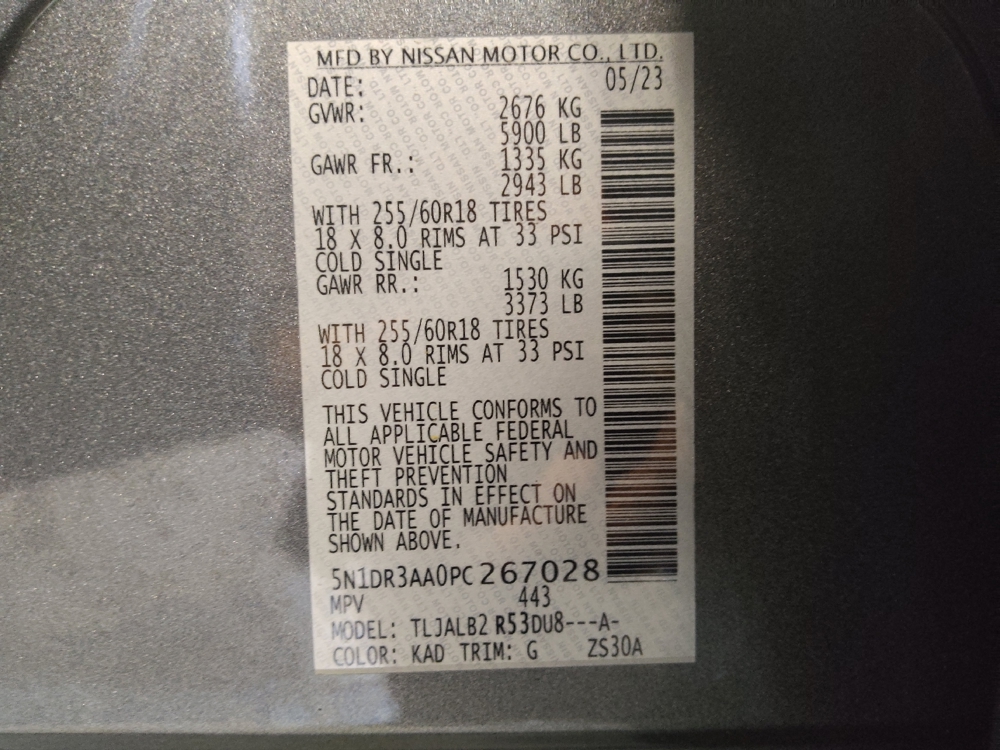 MFD BY NISSAN MOTOR CO., LTD.
DATE: 05/23
GVWR: 2676 KG
5900 LB
GAWR FR.: 1335 KG
2943 LB
WITH 255/60R18 TIRES
18 X 8.0 RIMS AT 33 PSI
COLD SINGLE
GAWR RR.: 1530 KG
3373 LB
WITH 255/60R18 TIRES
18 X 8.0 RIMS AT 33 PSI
COLD SINGLE
THIS VEHICLE CONFORMS TO
ALL APPLICABLE FEDERAL
MOTOR VEHICLE SAFETY AND
THEFT PREVENTION
STANDARDS IN EFFECT ON
THE DATE OF MANUFACTURE
SHOWN ABOVE.
5N1DR3AA0PC267028
MPV 443
MODEL: TLJALB2 R53DU8---A-
COLOR: KAD TRIM: G ZS30A